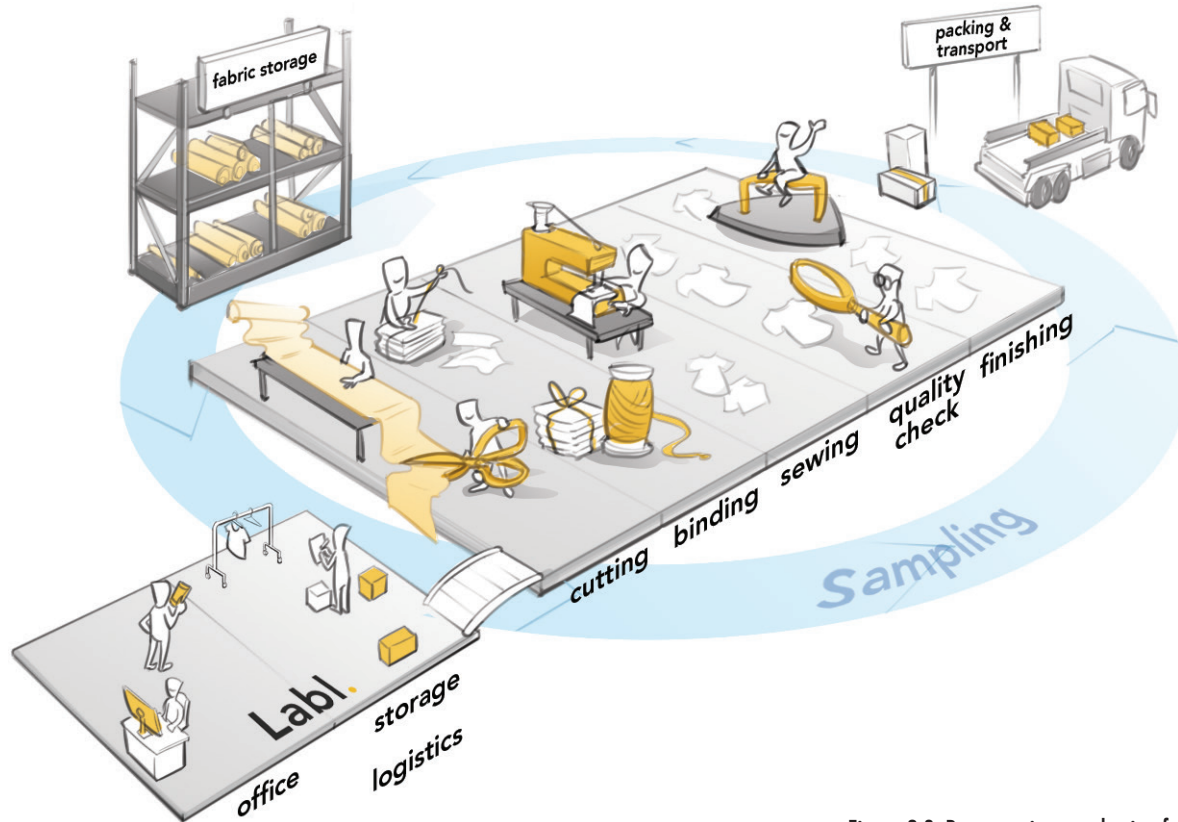 fabric storage
packing &
transport
cutting
binding
sewing
quality
check
finishing
Sampling
Labl.
storage
logistics
office